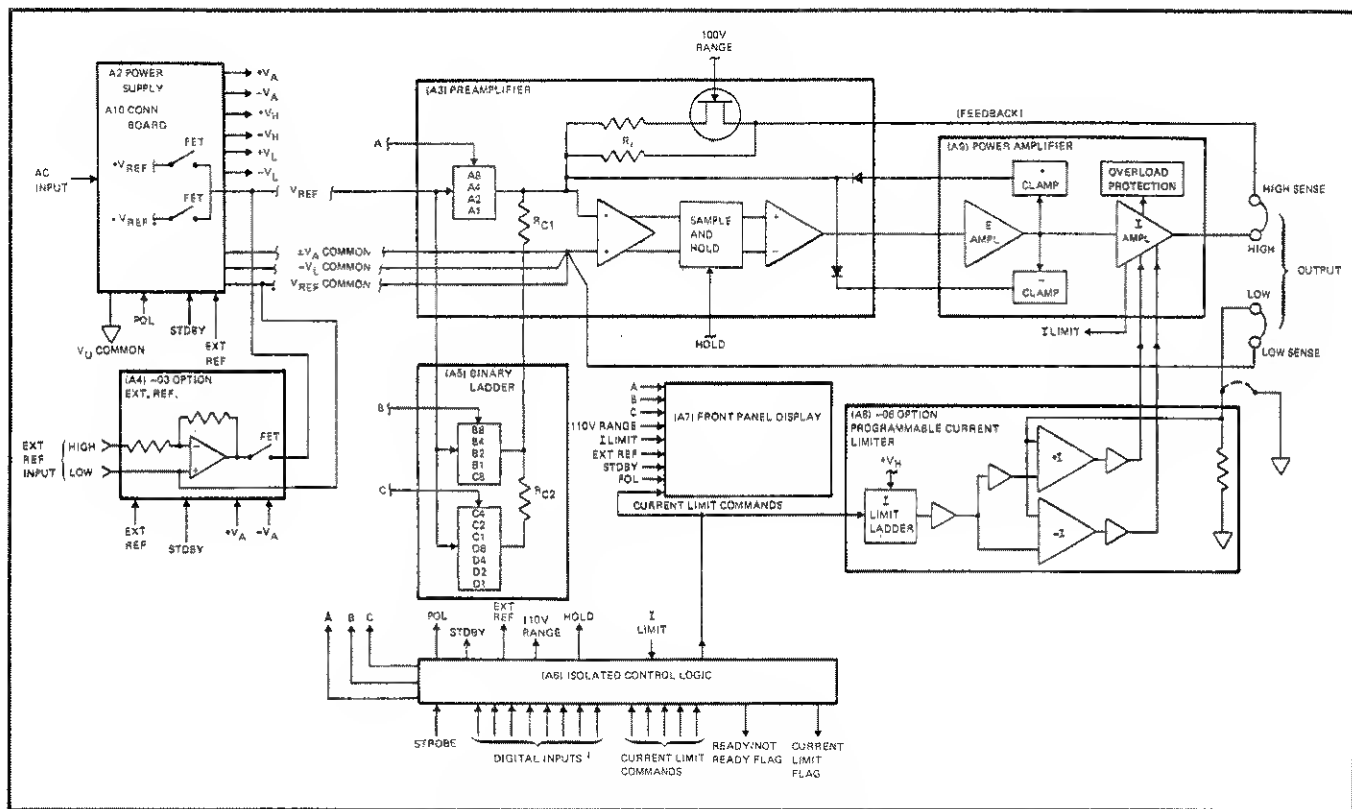 A2 POWER
SUPPLY
A10 CONN
BOARD
FET
+VREF
FET
VREF
AC
INPUT
+VA
-VA
+VH
-VH
+VL
-VL
VREF
±VA COMMON
-VL COMMON
VREF COMMON
VU COMMON
POL
STDBY
EXT
REF
(A4) -03 OPTION
EXT. REF.
FET
EXT
REF
INPUT
HIGH
LOW
EXT
REF
STDBY
+VA
-VA
100V
RANGE
(A3) PREAMPLIFIER
A
A8
A4
A2
A1
RC1
SAMPLE
AND
HOLD
HOLD
(FEEDBACK)
(A9) POWER AMPLIFIER
+
CLAMP
OVERLOAD
PROTECTION
E
AMPL
I
AMPL
-
CLAMP
I LIMIT
HIGH SENSE
HIGH
OUTPUT
LOW
LOW SENSE
(A5) BINARY
LADDER
B
B8
B4
B2
B1
C8
C
RC2
C4
C2
C1
D8
D4
D2
D1
A
B
C
110V RANGE
I LIMIT
EXT REF
STDBY
POL
(A7) FRONT PANEL DISPLAY
CURRENT LIMIT COMMANDS
(A8) -06 OPTION
PROGRAMMABLE CURRENT
LIMITER
+VH
I
LIMIT
LADDER
+I
-I
A
B
C
POL
STDBY
EXT
REF
110V
RANGE
HOLD
I
LIMIT
(A6) ISOLATED CONTROL LOGIC
STROBE
DIGITAL INPUTS
CURRENT LIMIT
COMMANDS
READY/NOT
READY FLAG
CURRENT
LIMIT
FLAG